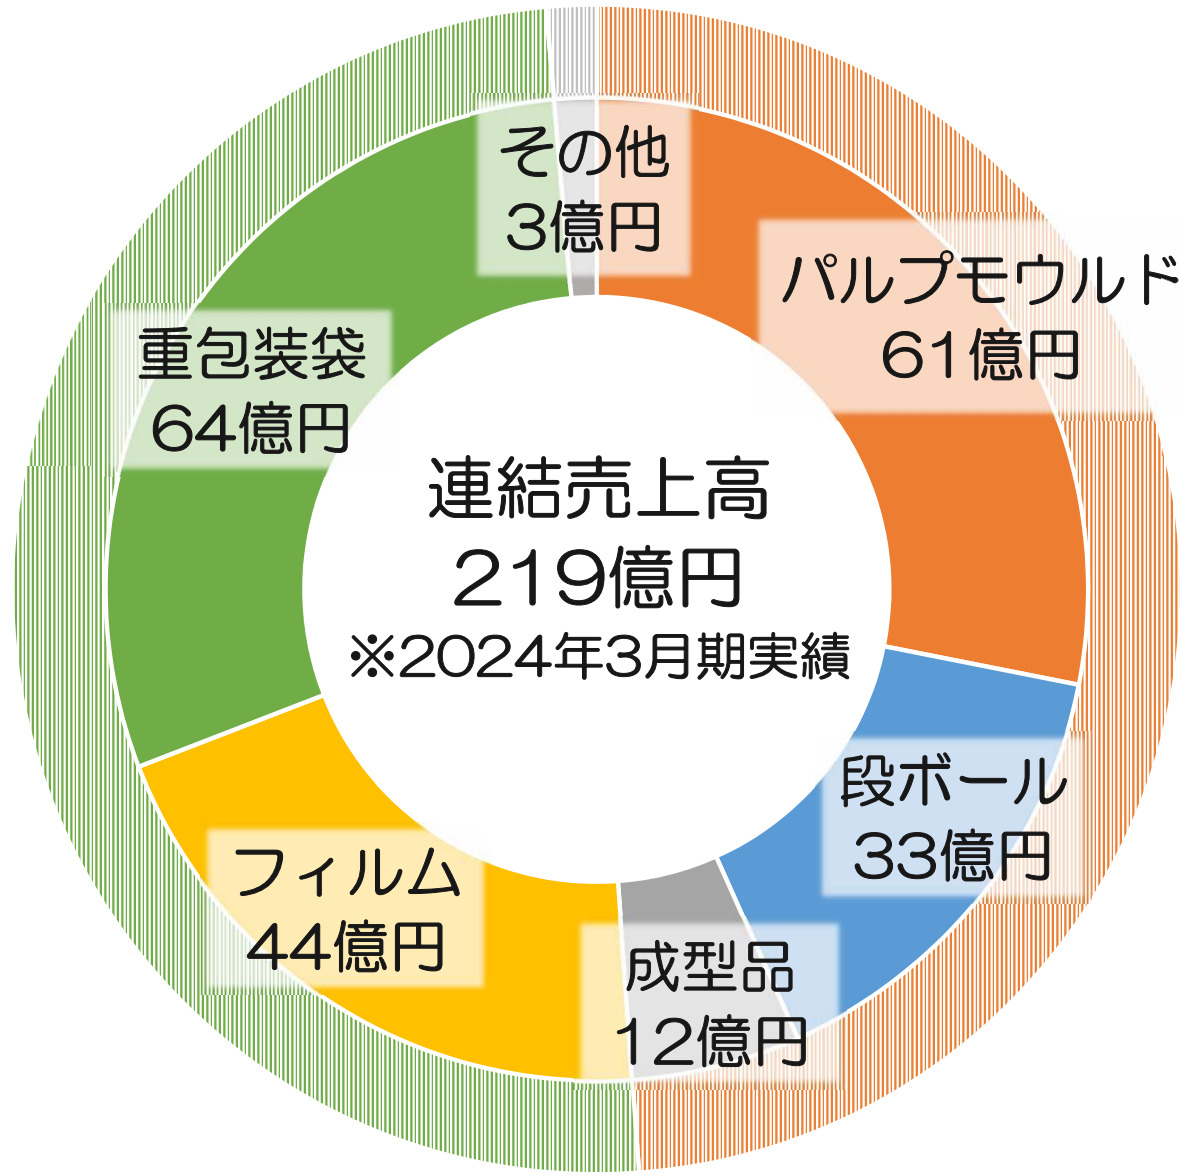 その他
3億円
パルプモウルド
61億円
重包装袋
64億円
連結売上高
219億円
※2024年3月期実績
段ボール
33億円
フィルム
44億円
成型品
12億円